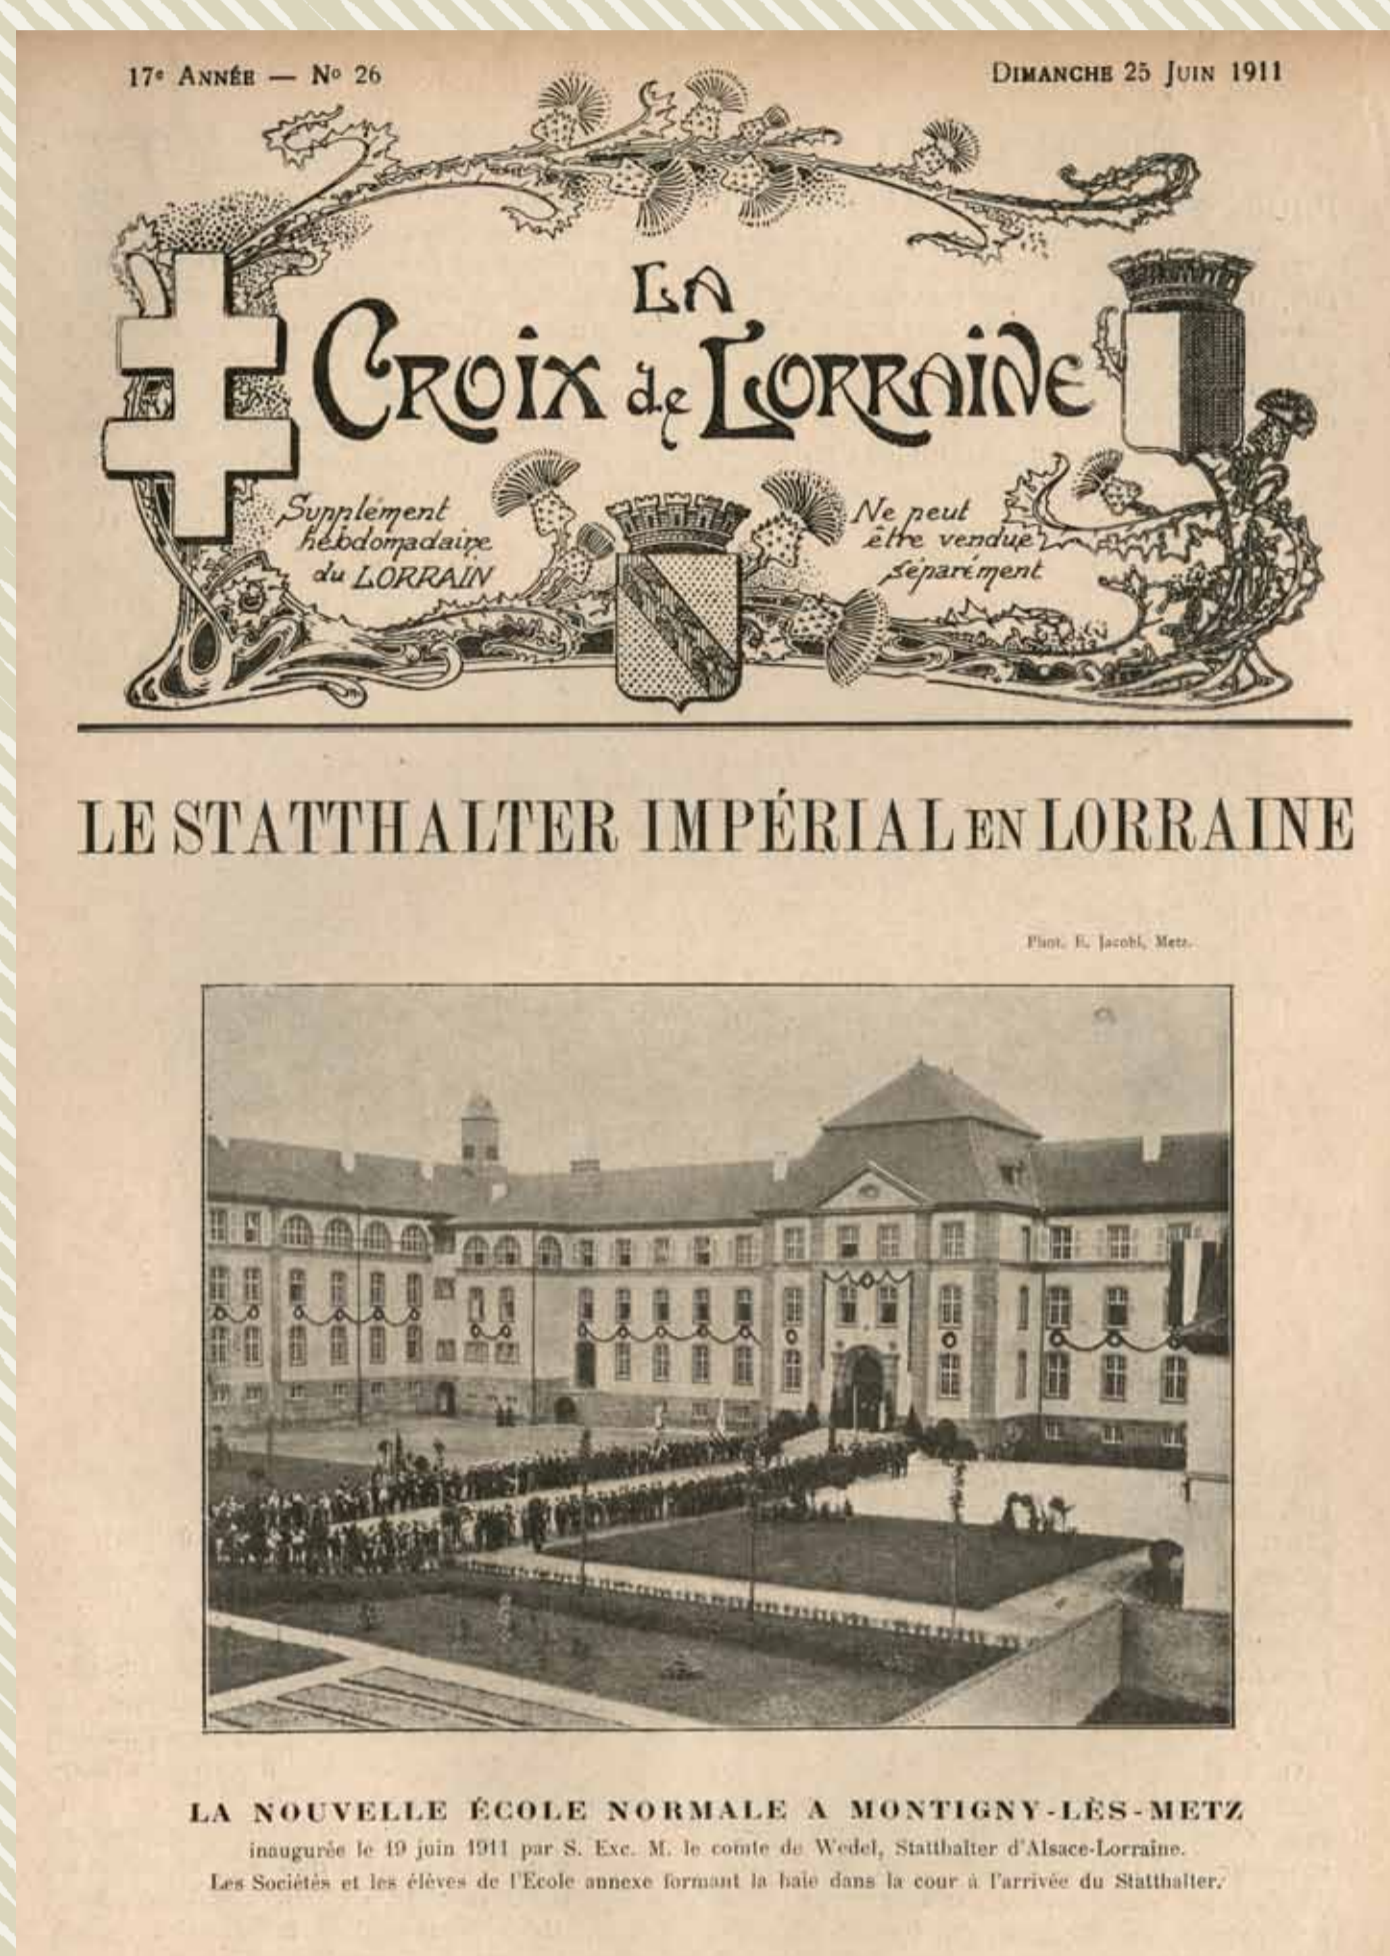 17e ANNÉE — No 26
DIMANCHE 25 JUIN 1911
LA
CROIX de LORRAINE
Supplément
hebdomadaire
du LORRAIN
Ne peut
être vendue
séparément
LE STATTHALTER IMPÉRIAL EN LORRAINE
Phot. E. Jacobi, Metz.
LA NOUVELLE ÉCOLE NORMALE A MONTIGNY-LÈS-METZ
inaugurée le 19 juin 1911 par S. Exc. M. le comte de Wedel, Statthalter d'Alsace-Lorraine.
Les Sociétés et les élèves de l'Ecole annexe formant la haie dans la cour à l'arrivée du Statthalter.